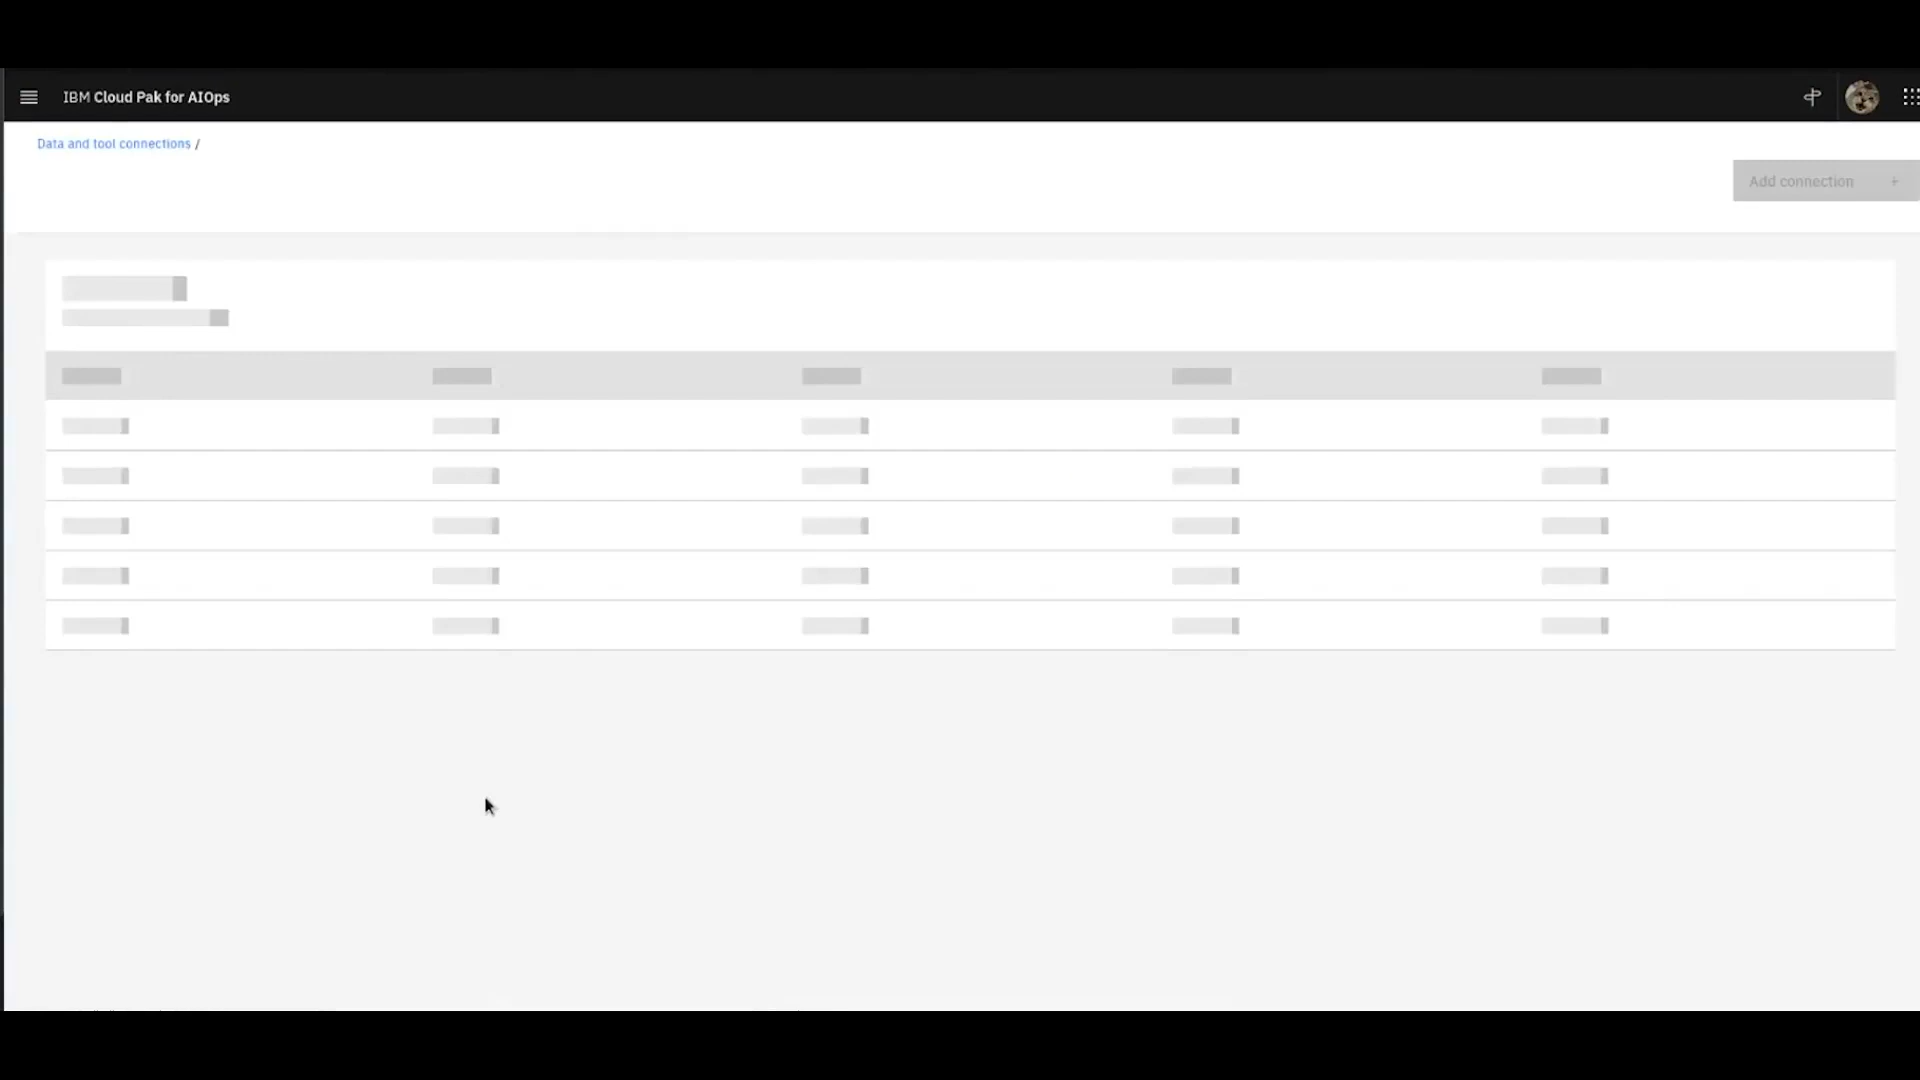 IBM Cloud Pak for AIOps
Data and tool connections /
Add connection +